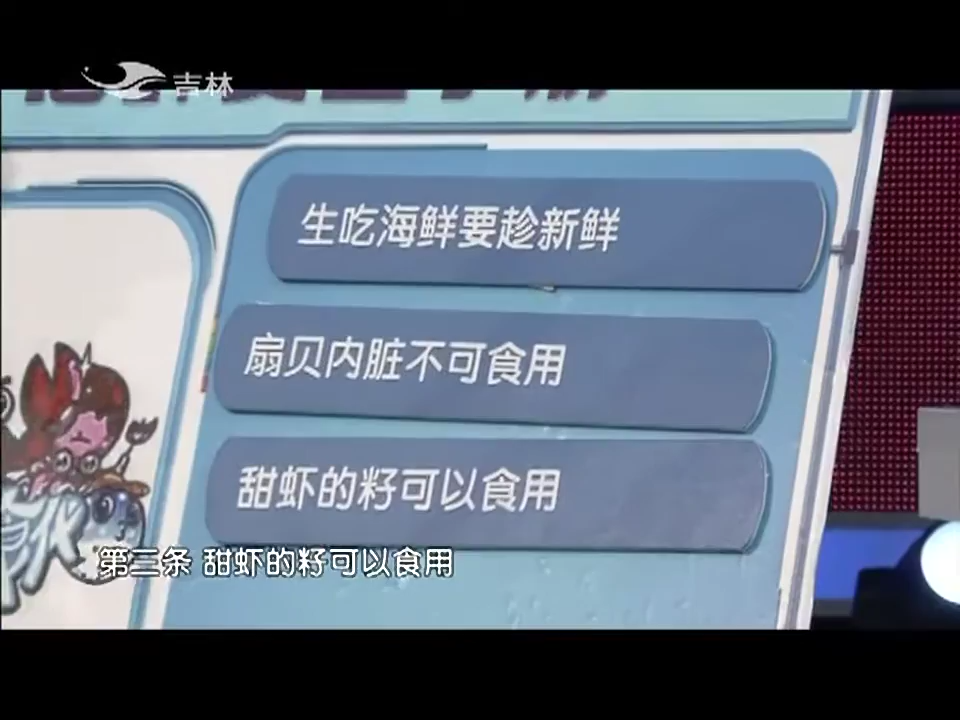 吉林
生吃海鲜要趁新鲜
扇贝内脏不可食用
甜虾的籽可以食用
第三条 甜虾的籽可以食用